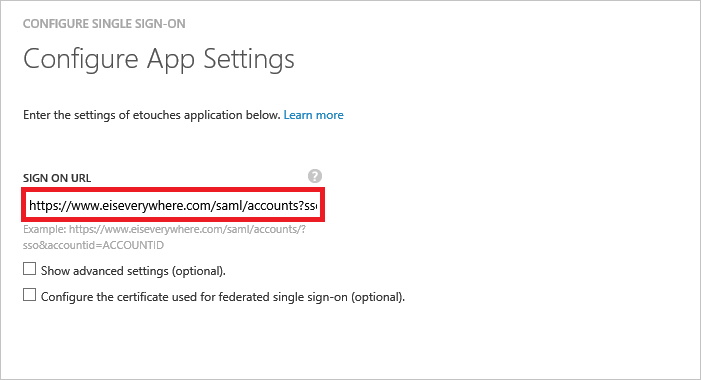 CONFIGURE SINGLE SIGN-ON
Configure App Settings
Enter the settings of etouches application below. Learn more
SIGN ON URL ?
https://www.eiseverywhere.com/saml/accounts?sso
Example: https://www.eiseverywhere.com/saml/accounts/?
sso&accountid=ACCOUNTID
Show advanced settings (optional).
Configure the certificate used for federated single sign-on (optional).